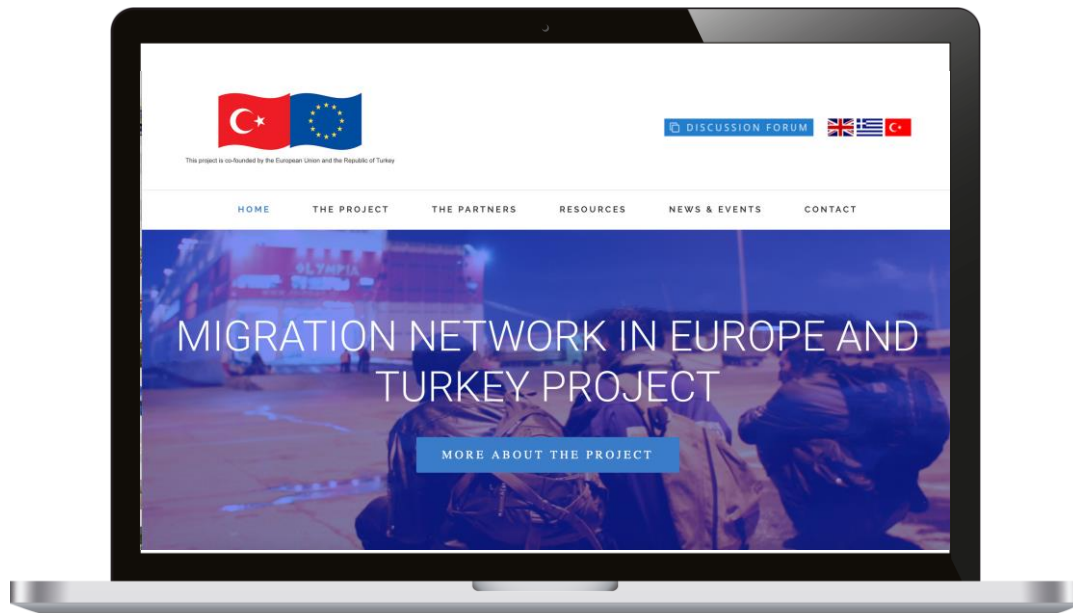 DISCUSSION FORUM
This project is co-founded by the European Union and the Republic of Turkey
HOME THE PROJECT THE PARTNERS RESOURCES NEWS & EVENTS CONTACT
OLYMPIA
MIGRATION NETWORK IN EUROPE AND
TURKEY PROJECT
MORE ABOUT THE PROJECT